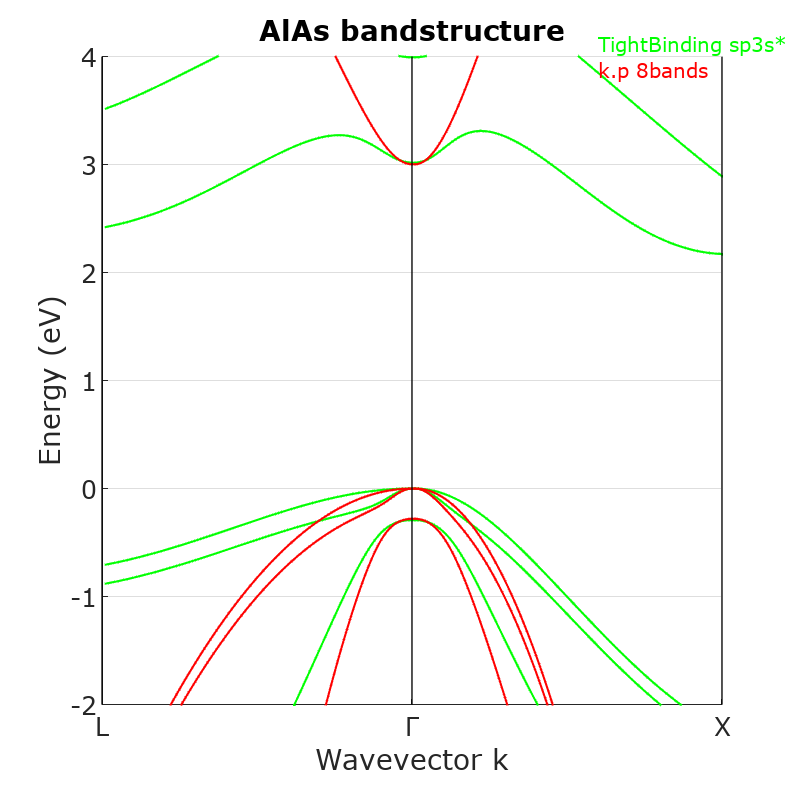 AlAs bandstructure
TightBinding sp3s*
k.p 8bands
4
3
2
1
0
-1
-2
Energy (eV)
L
Γ
X
Wavevector k